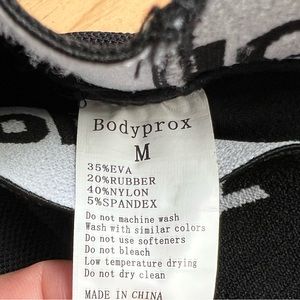 Bodyprox
M
35%EVA
20%RUBBER
40%NYLON
5%SPANDEX
Do not machine wash
Wash with similar colors
Do not use softeners
Do not bleach
Low temperature drying
Do not dry clean
MADE IN CHINA